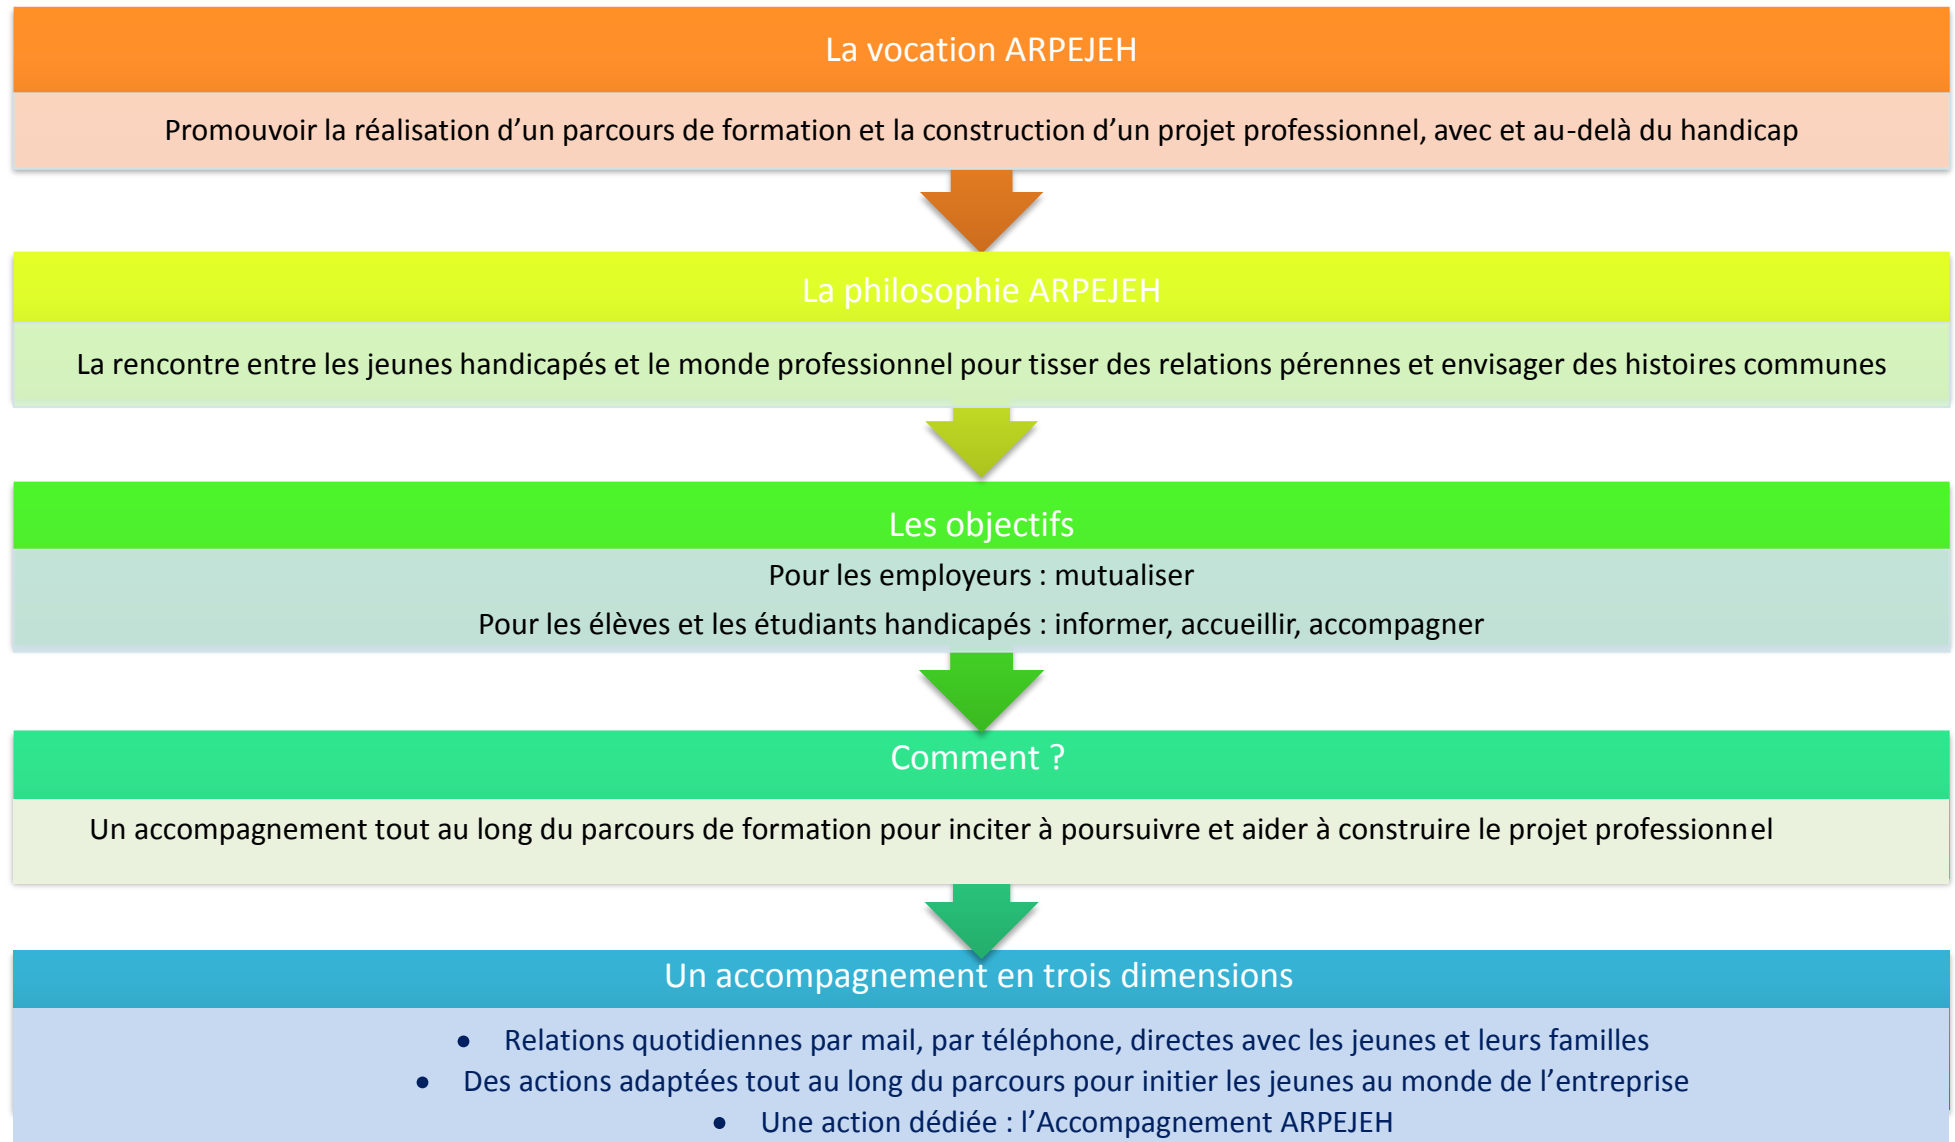 La vocation ARPEJEH
Promouvoir la réalisation d’un parcours de formation et la construction d’un projet professionnel, avec et au-delà du handicap
La philosophie ARPEJEH
La rencontre entre les jeunes handicapés et le monde professionnel pour tisser des relations pérennes et envisager des histoires communes
Les objectifs
Pour les employeurs : mutualiser
Pour les élèves et les étudiants handicapés : informer, accueillir, accompagner
Comment ?
Un accompagnement tout au long du parcours de formation pour inciter à poursuivre et aider à construire le projet professionnel
Un accompagnement en trois dimensions
• Relations quotidiennes par mail, par téléphone, directes avec les jeunes et leurs familles
• Des actions adaptées tout au long du parcours pour initier les jeunes au monde de l’entreprise
• Une action dédiée : l’Accompagnement ARPEJEH